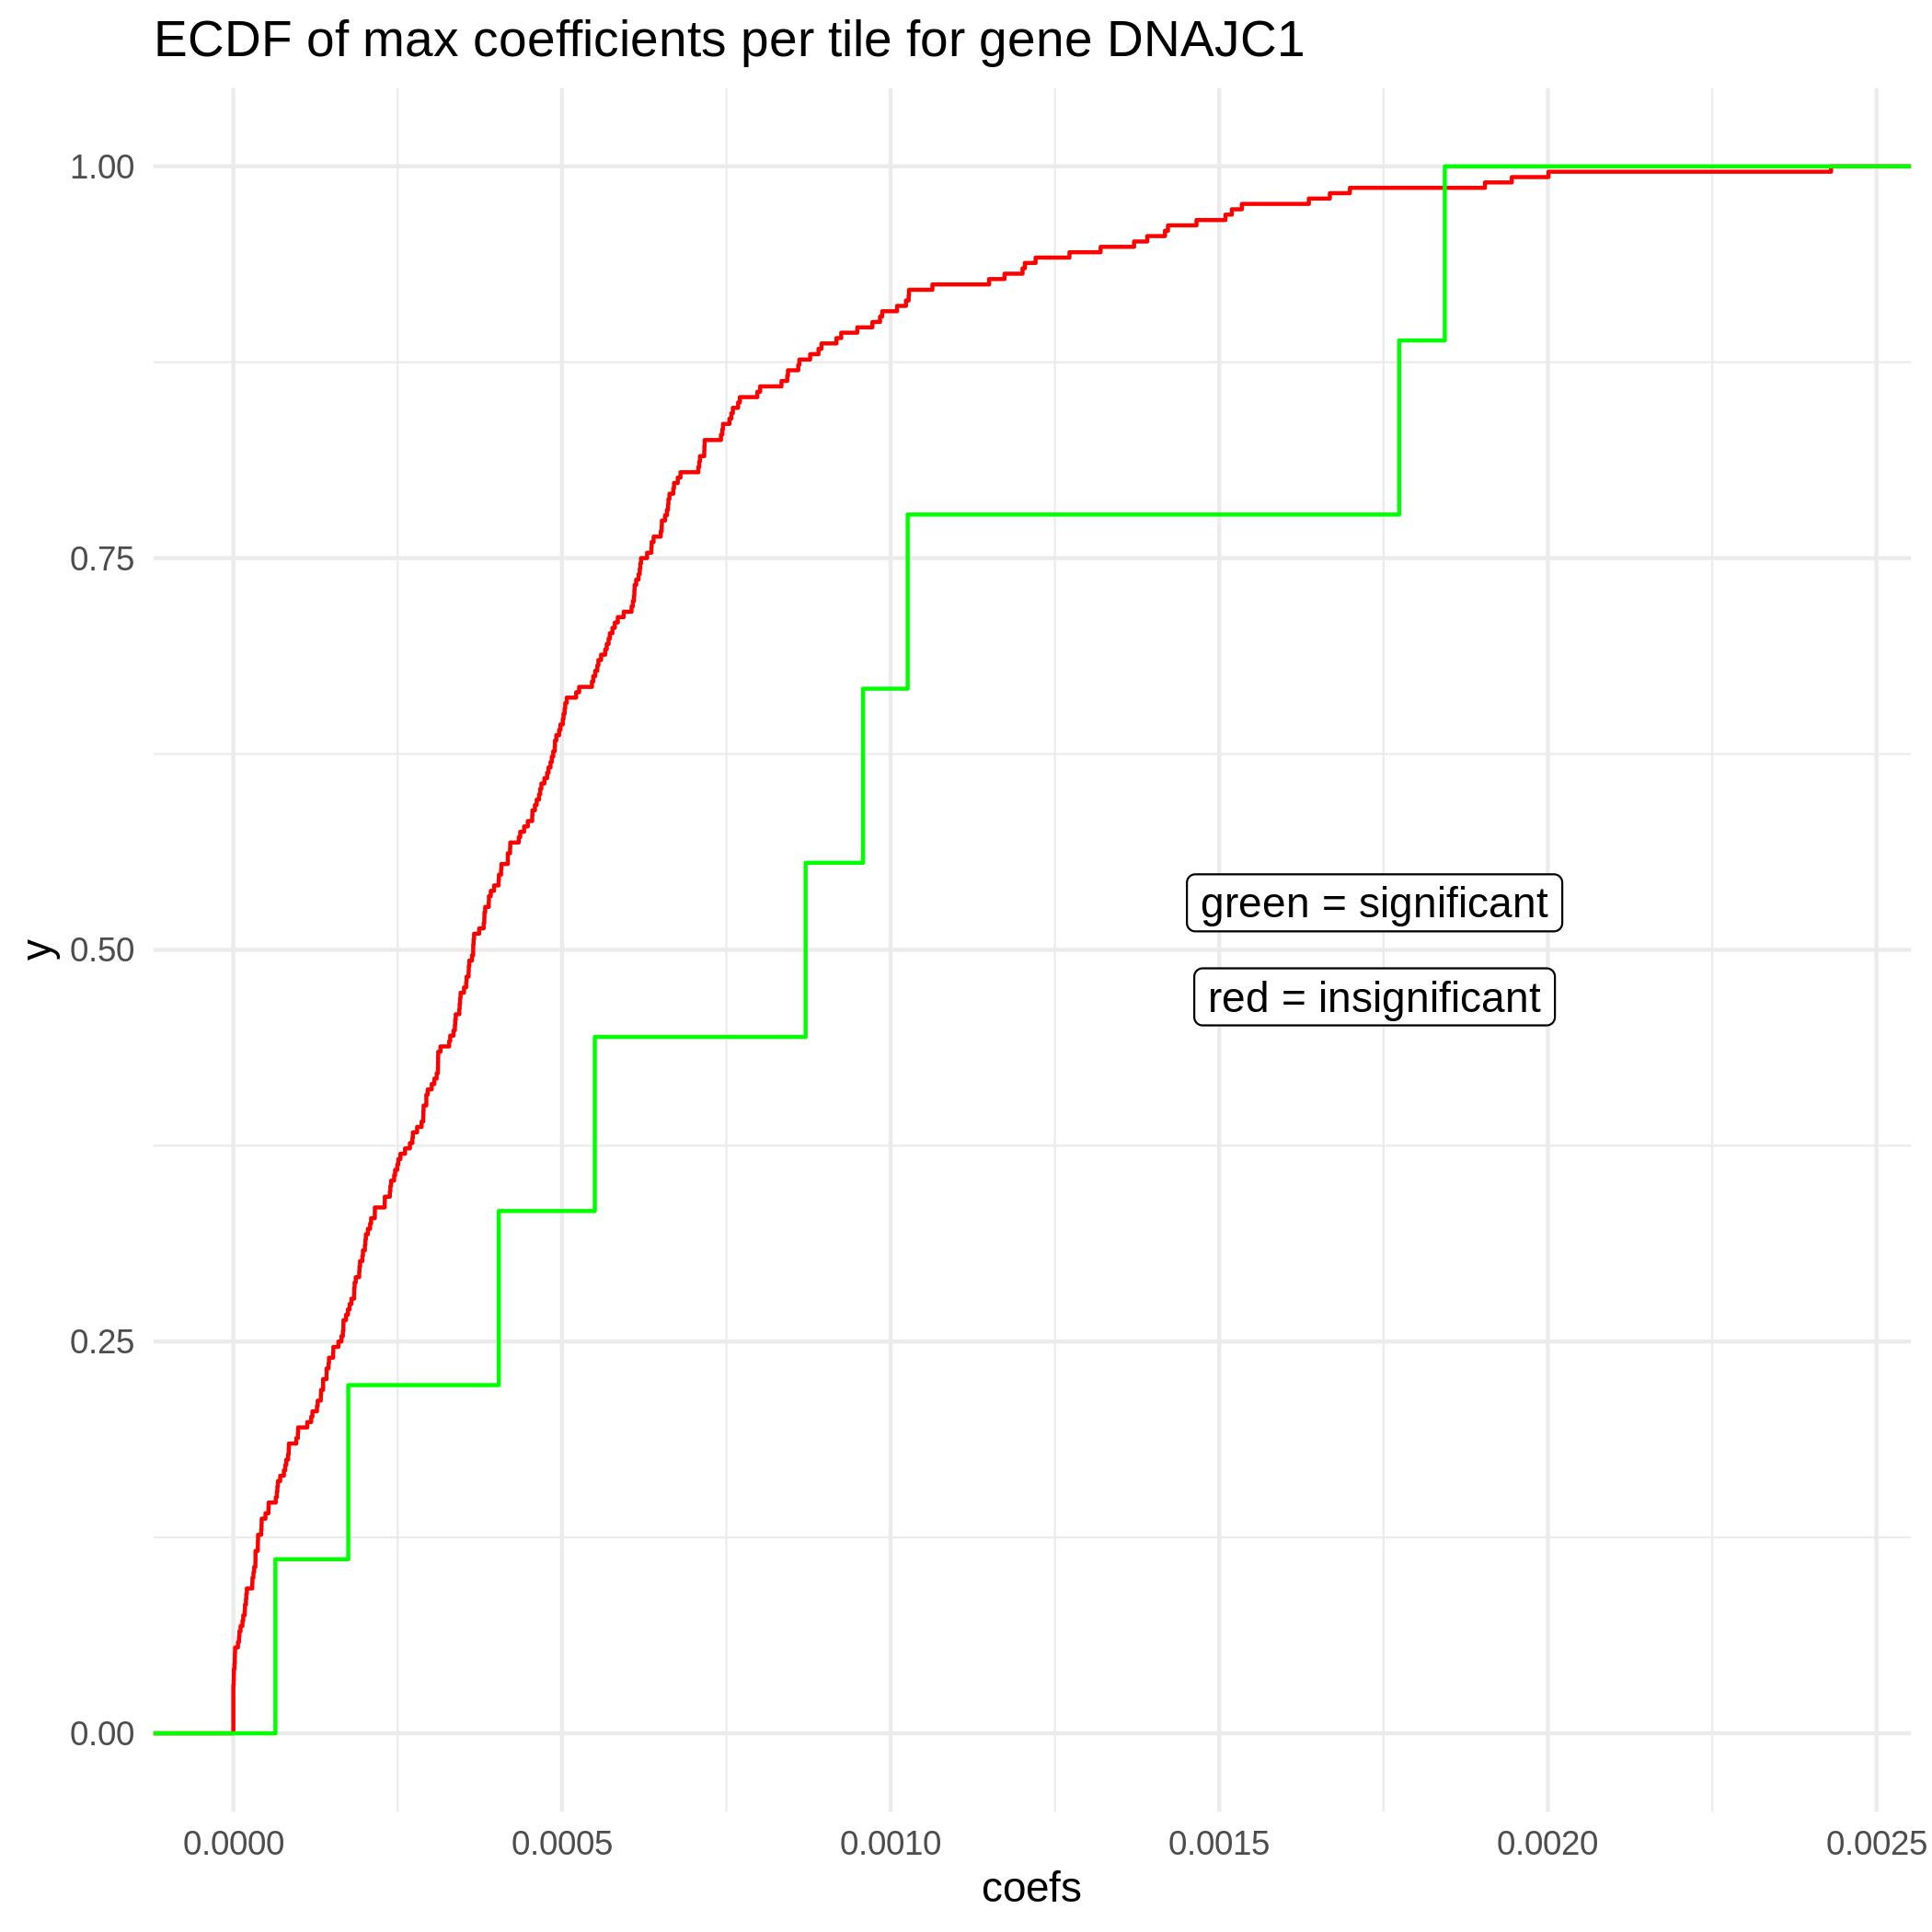 ECDF of max coefficients per tile for gene DNAJC1
1.00
0.75
0.50
0.25
0.00
y
green = significant
red = insignificant
0.0000 0.0005 0.0010 0.0015 0.0020 0.0025
coefs